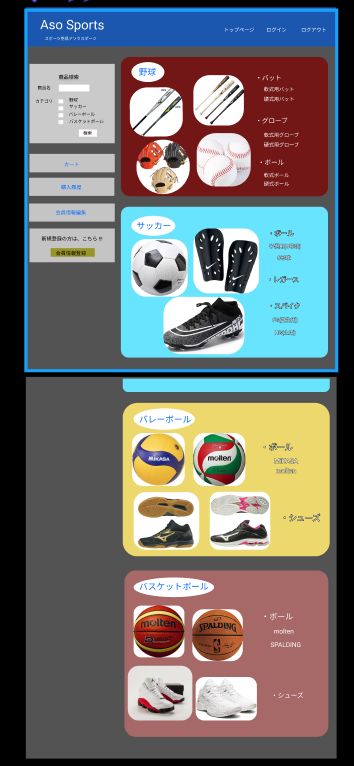 Aso Sports
スポーツ用品アソウスポーツ
トップページ ログイン ログアウト
商品検索
商品名
カテゴリ
野球
サッカー
バレーボール
バスケットボール
検索
カート
購入履歴
会員情報編集
新規登録の方は、こちら
会員情報登録
野球
・バット
軟式用バット
硬式用バット
・グローブ
軟式用グローブ
硬式用グローブ
・ボール
軟式ボール
硬式ボール
サッカー
・ボール
・レガース
・スパイク
バレーボール
MIKASA
molten
・ボール
MIKASA
molten
・シューズ
バスケットボール
molten
SPALDING
・ボール
molten
SPALDING
・シューズ